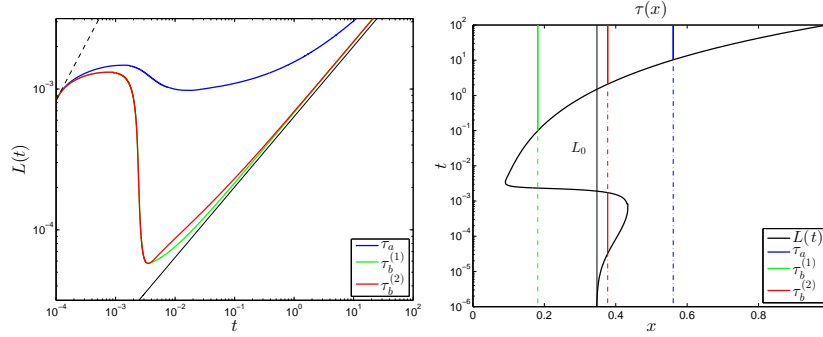 10^{-3}
10^{-4}
L(t)
10^{-4} 10^{-3} 10^{-2} 10^{-1} 10^{0} 10^{1} 10^{2}
t
τ_a
τ_b^{(1)}
τ_b^{(2)}
τ(x)
10^{2}
10^{1}
10^{0}
10^{-1}
10^{-2}
10^{-3}
10^{-4}
10^{-5}
10^{-6}
t
L_0
0 0.2 0.4 0.6 0.8
x
L(t)
τ_a
τ_b^{(1)}
τ_b^{(2)}